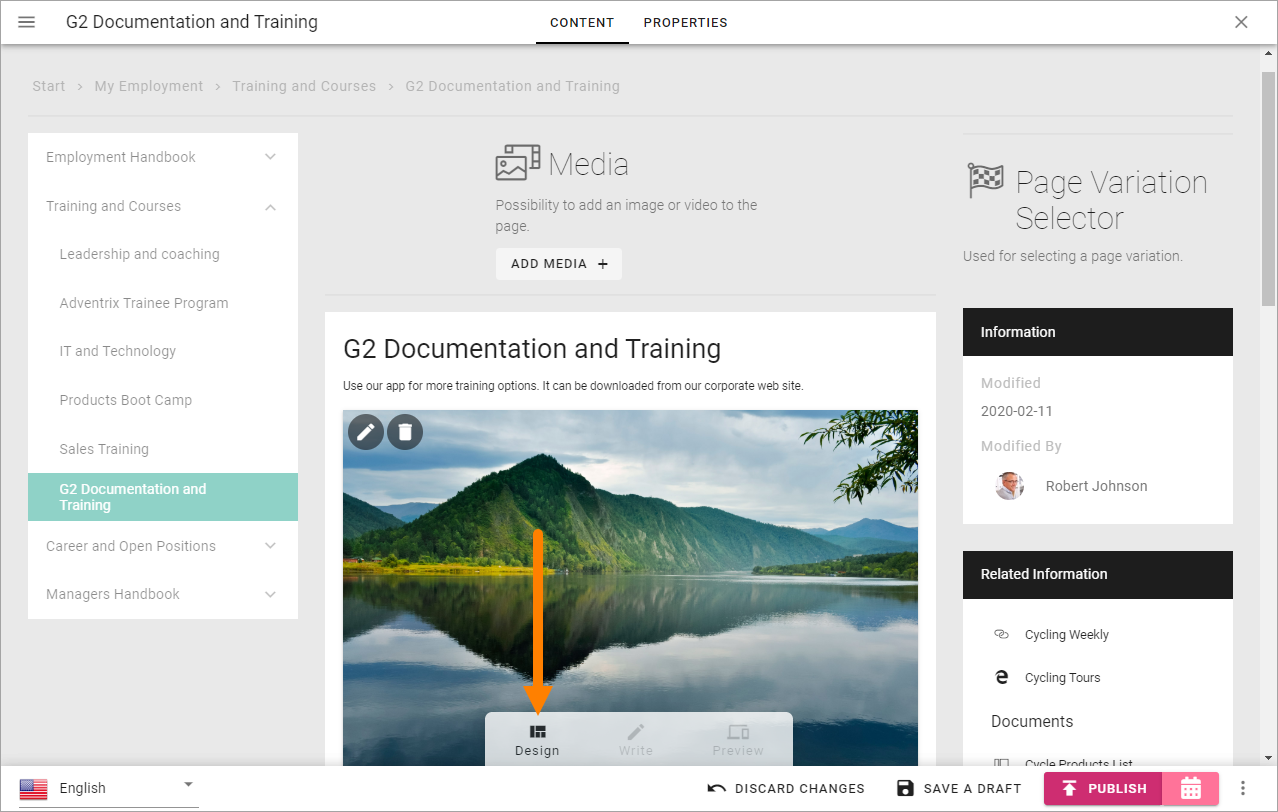 G2 Documentation and Training
CONTENT
PROPERTIES
Start > My Employment > Training and Courses > G2 Documentation and Training
Employment Handbook
Training and Courses
Leadership and coaching
Adventrix Trainee Program
IT and Technology
Products Boot Camp
Sales Training
G2 Documentation and
Training
Career and Open Positions
Managers Handbook
Media
Possibility to add an image or video to the
page.
ADD MEDIA +
G2 Documentation and Training
Use our app for more training options. It can be downloaded from our corporate web site.
Design
Write
Preview
Page Variation
Selector
Used for selecting a page variation.
Information
Modified
2020-02-11
Modified By
Robert Johnson
Related Information
Cycling Weekly
Cycling Tours
Documents
Cycle Products List
English
DISCARD CHANGES
SAVE A DRAFT
PUBLISH